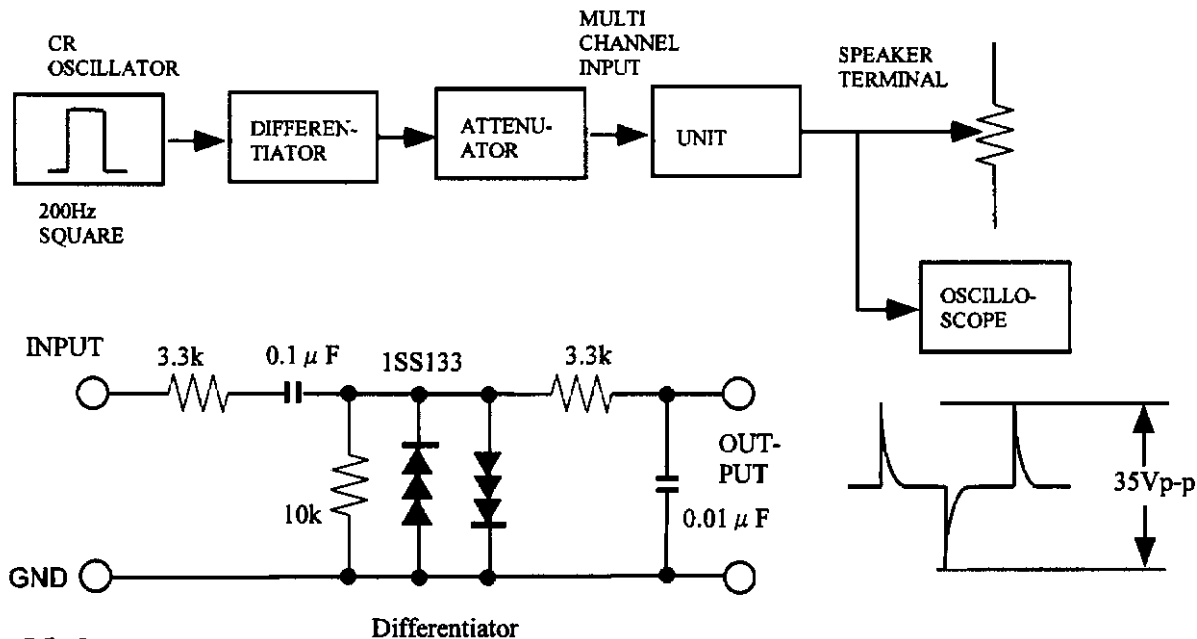 CR
OSCILLATOR
200Hz
SQUARE
DIFFEREN-
TIATOR
ATTENU-
ATOR
MULTI
CHANNEL
INPUT
UNIT
SPEAKER
TERMINAL
OSCILLO-
SCOPE
INPUT
3.3k
0.1 μ F
1SS133
3.3k
10k
OUT-
PUT
0.01 μ F
GND
Differentiator
35Vp-p